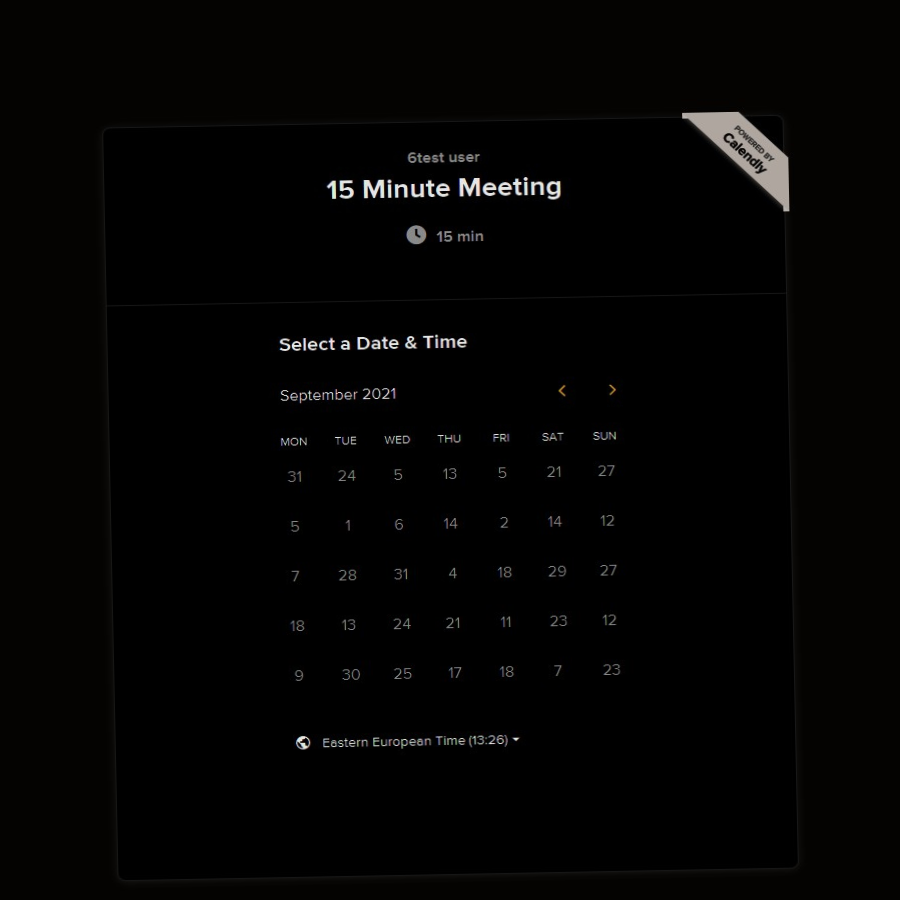 POWERED BY
Calendly
6test user
15 Minute Meeting
15 min
Select a Date & Time
September 2021
MON TUE WED THU FRI SAT SUN
31 24 5 13 5 21 27
5 1 6 14 2 14 12
7 28 31 4 18 29 27
18 13 24 21 11 23 12
9 30 25 17 18 7 23
Eastern European Time (13:26)